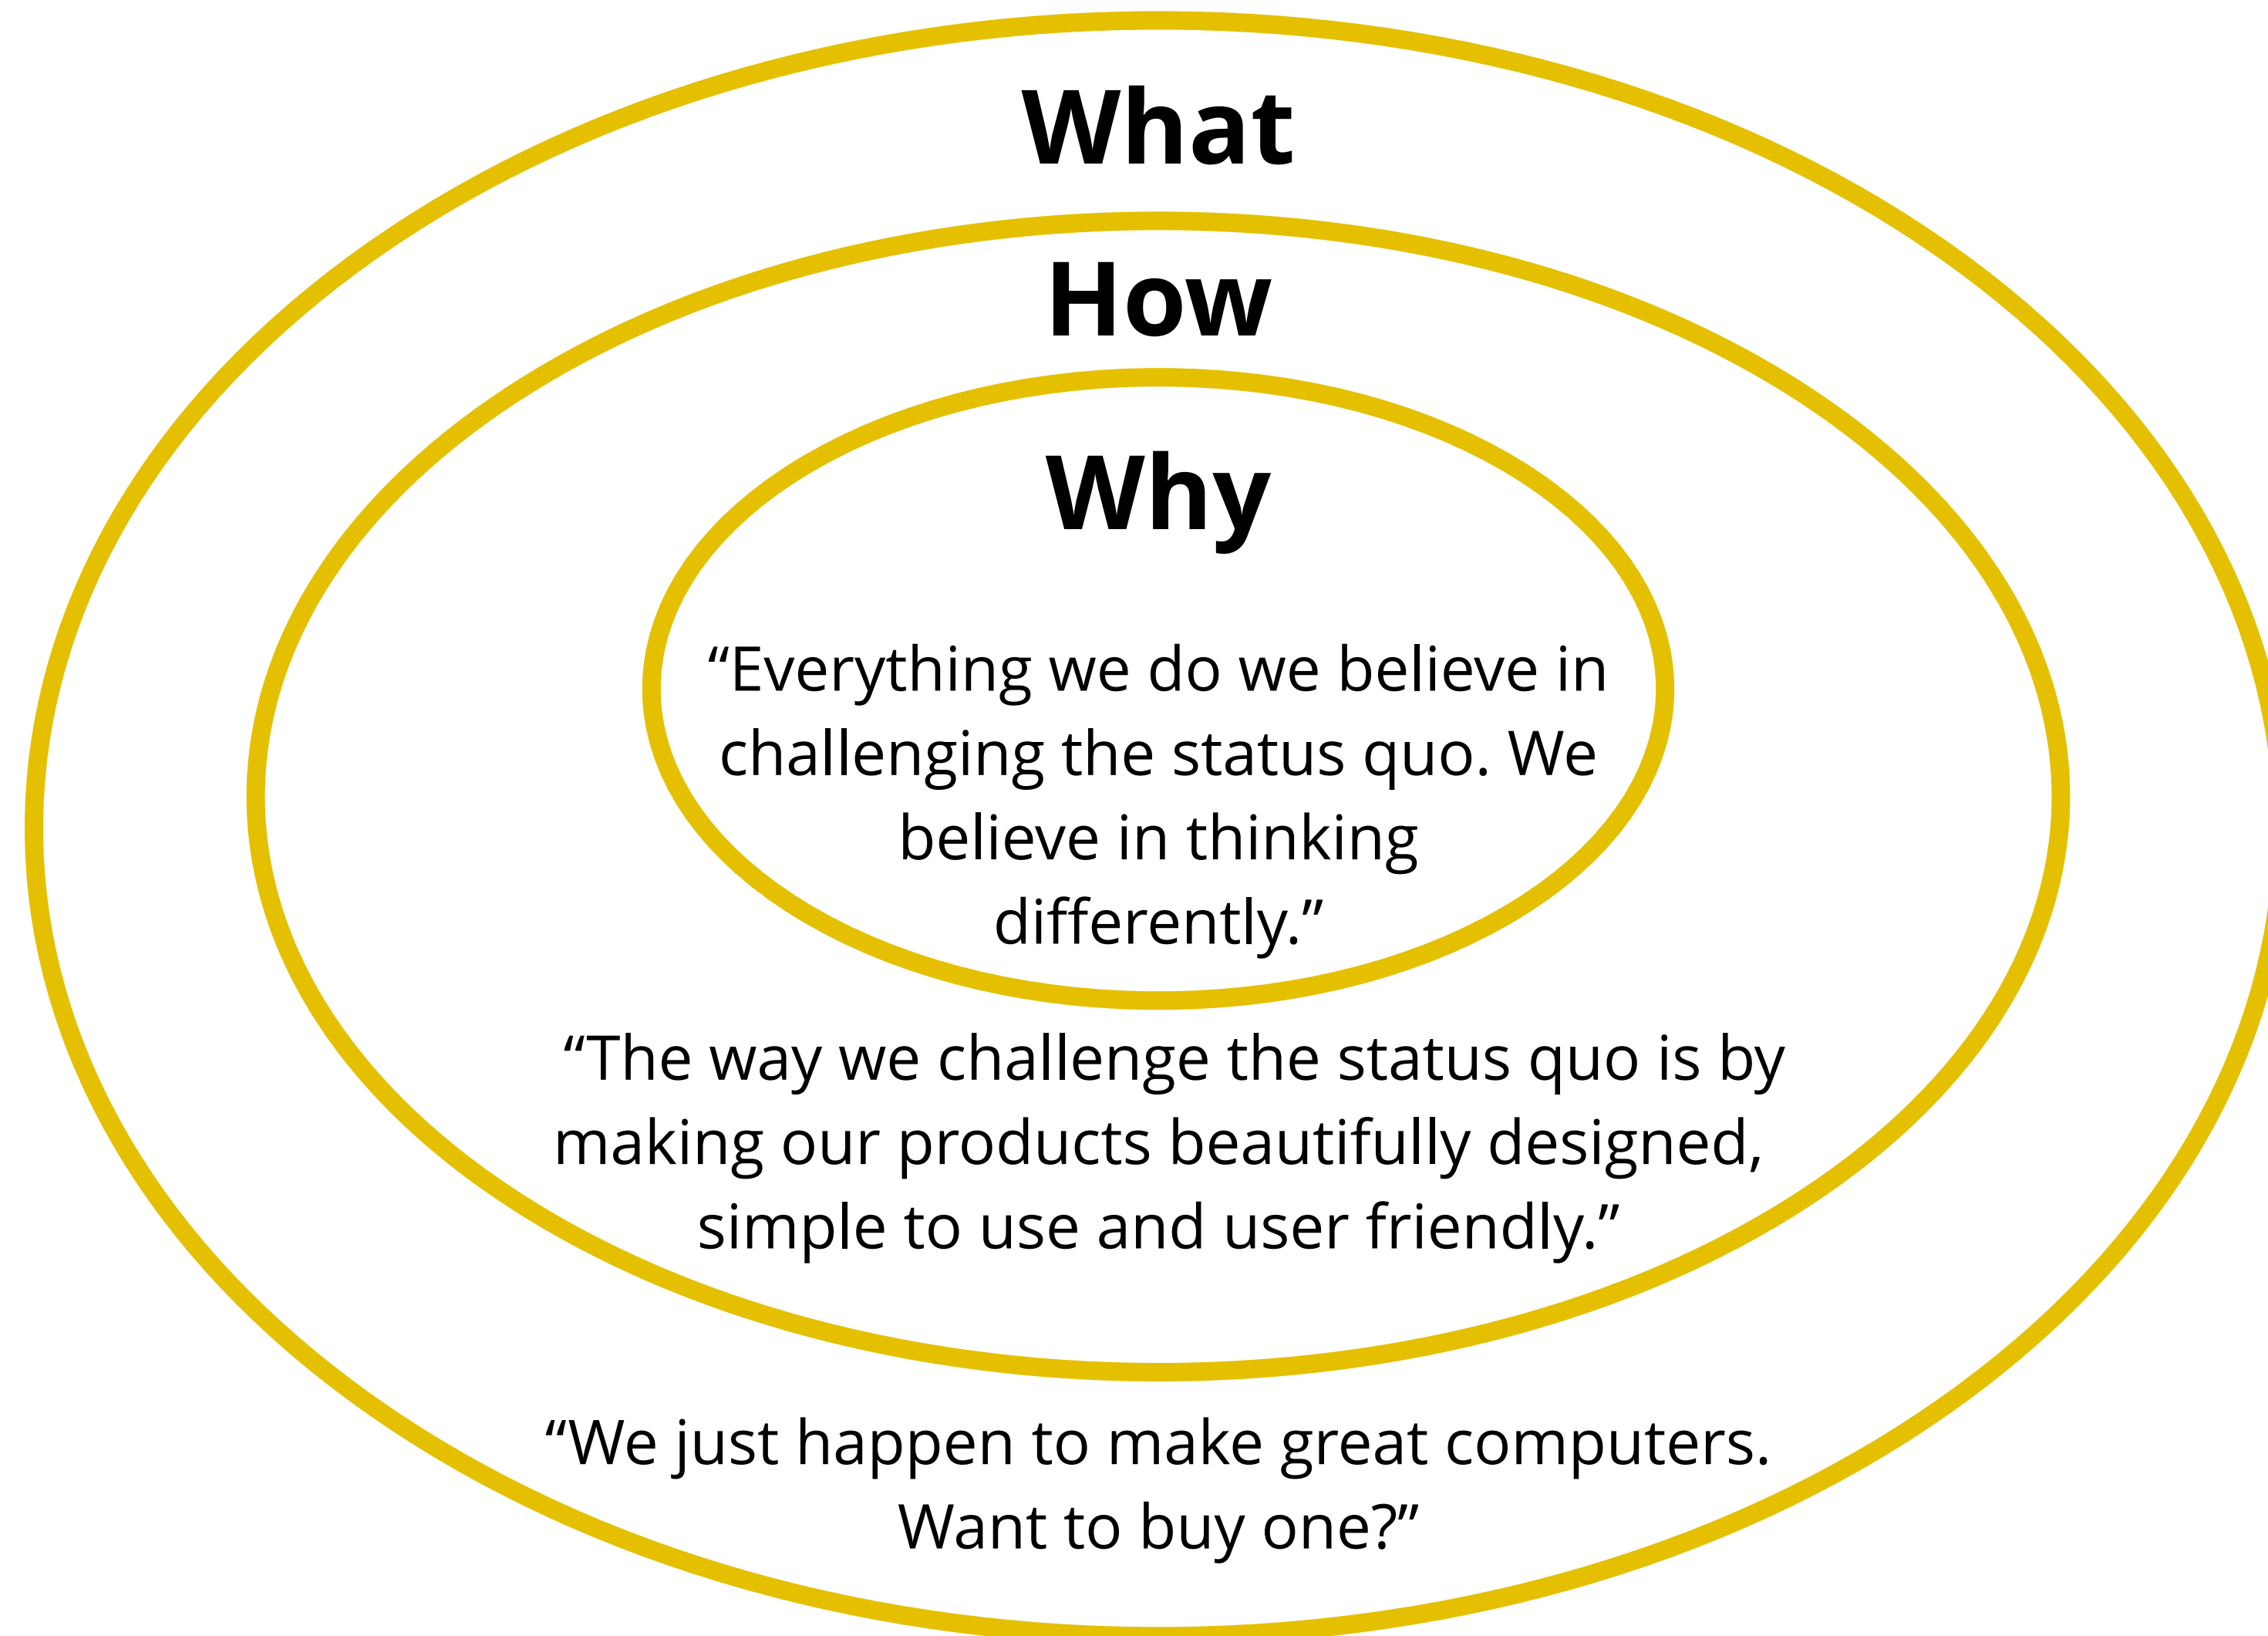 What
How
Why
“Everything we do we believe in
challenging the status quo. We
believe in thinking
differently.”
“The way we challenge the status quo is by
making our products beautifully designed,
simple to use and user friendly.”
“We just happen to make great computers.
Want to buy one?”